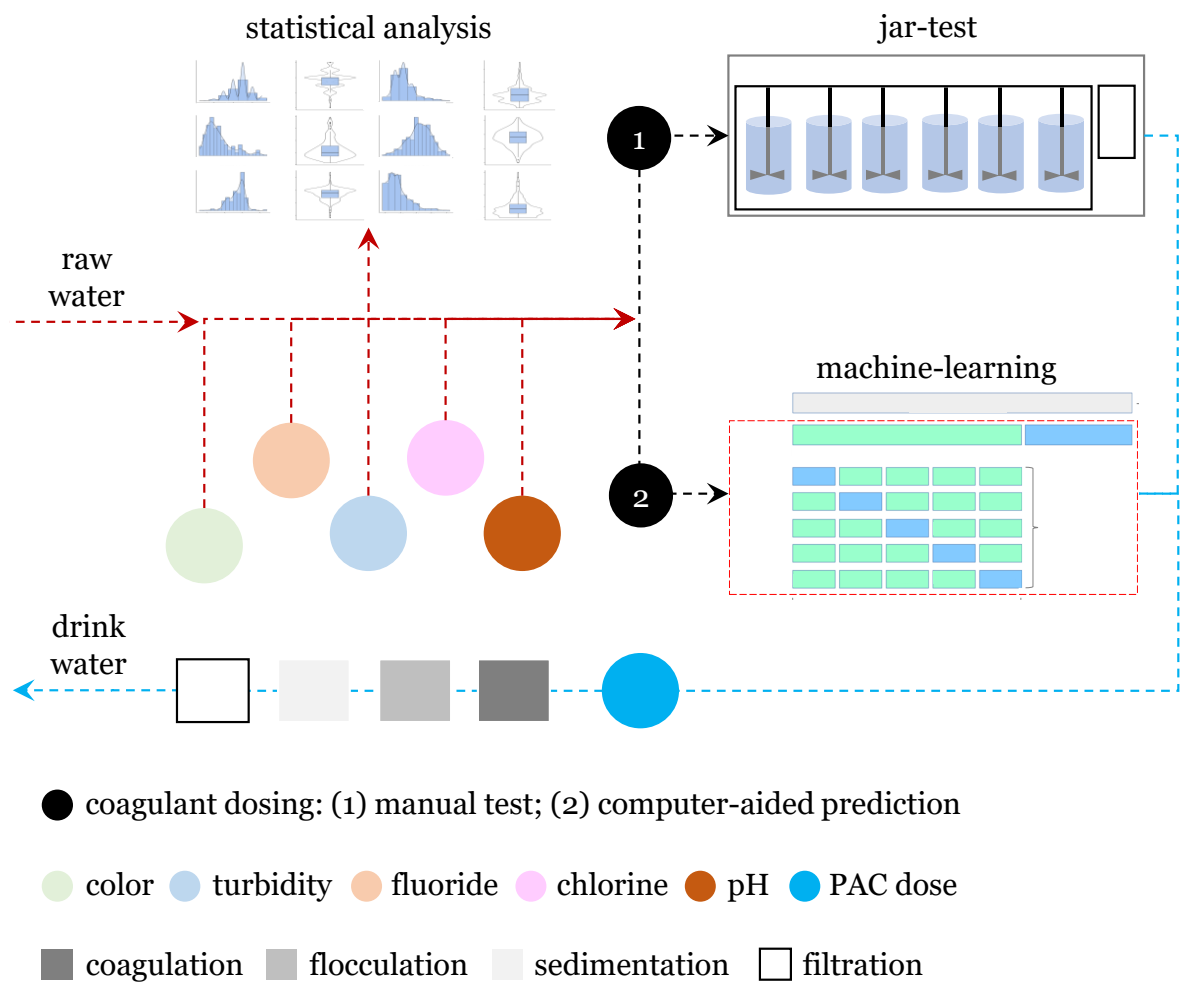 statistical analysis
jar-test
1
raw
water
machine-learning
2
drink
water
coagulant dosing: (1) manual test; (2) computer-aided prediction
color turbidity fluoride chlorine pH PAC dose
coagulation flocculation sedimentation filtration